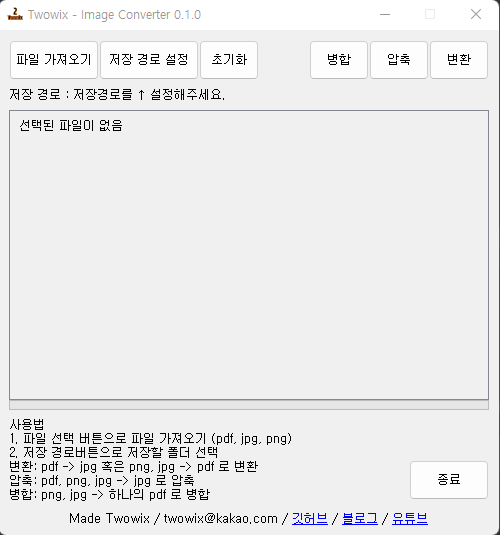 2
Twowix
Twowix - Image Converter 0.1.0
파일 가져오기 저장 경로 설정 초기화 병합 압축 변환
저장 경로 : 저장경로를 ↑ 설정해주세요.
선택된 파일이 없음
사용법
1. 파일 선택 버튼으로 파일 가져오기 (pdf, jpg, png)
2. 저장 경로버튼으로 저장할 폴더 선택
변환: pdf -> jpg 혹은 png, jpg -> pdf 로 변환
압축: pdf, png, jpg -> jpg 로 압축
병합: png, jpg -> 하나의 pdf 로 병합
종료
Made Twowix / twowix@kakao.com / 깃허브 / 블로그 / 유튜브